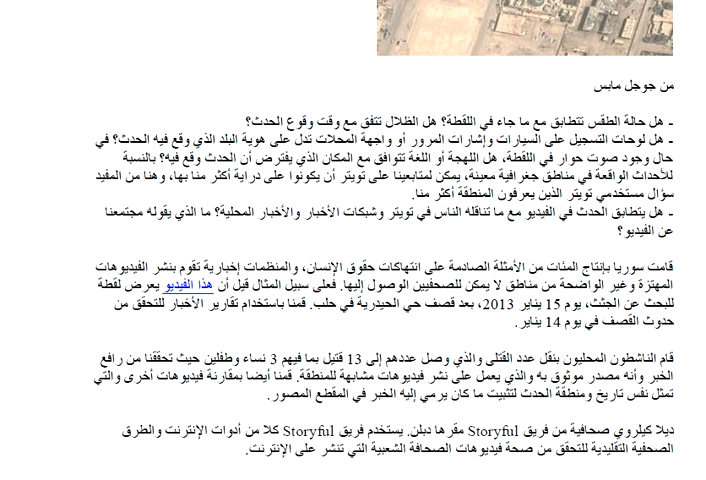 من جوجل مابس
ـ هل حالة الطقس تتطابق مع ما جاء في اللقطة؟ هل الظلال تتفق مع وقت وقوع الحدث؟
ـ هل لوحات التسجيل على السيارات وإشارات المرور أو واجهة المحلات تدل على هوية البلد الذي وقع فيه الحدث؟ في
حال وجود صوت حوار في اللقطة، هل اللهجة أو اللغة تتوافق مع المكان الذي يفترض أن الحدث وقع فيه؟ بالنسبة
للأحداث الواقعة في مناطق جغرافية معينة، يمكن لمتابعينا على تويتر أن يكونوا على دراية أكثر منا بها، وهنا من المفيد
سؤال مستخدمي تويتر الذين يعرفون المنطقة أكثر منا.
ـ هل يتطابق الحدث في الفيديو مع ما تناقله الناس في تويتر وشبكات الأخبار والأخبار المحلية؟ ما الذي يقوله مجتمعنا
عن الفيديو؟
قامت سوريا بإنتاج المئات من الأمثلة الصادمة على انتهاكات حقوق الإنسان، والمنظمات إخبارية تقوم بنشر الفيديوهات
المهتزة وغير الواضحة من مناطق لا يمكن للصحفيين الوصول إليها. فعلى سبيل المثال قيل أن هذا الفيديو يعرض لقطة
للبحث عن الجثث، يوم 15 يناير 2013، بعد قصف حي الحيدرية في حلب. قمنا باستخدام تقارير الأخبار للتحقق من
حدوث القصف في يوم 14 يناير.
قام الناشطون المحليون بنقل عدد القتلى والذي وصل عددهم إلى 13 قتيل بما فيهم 3 نساء وطفلين حيث تحققنا من رافع
الخبر وأنه مصدر موثوق به والذي يعمل على نشر فيديوهات مشابهة للمنطقة. قمنا أيضا بمقارنة فيديوهات أخرى والتي
تمثل نفس تاريخ ومنطقة الحدث لتثبيت ما كان يرمي إليه الخبر في المقطع المصور.
ديلا كيلروي صحافية من فريق Storyful مقرها دبلن. يستخدم فريق Storyful كلا من أدوات الإنترنت والطرق
الصحفية التقليدية للتحقق من صحة فيديوهات الصحافة الشعبية التي تنشر على الإنترنت.